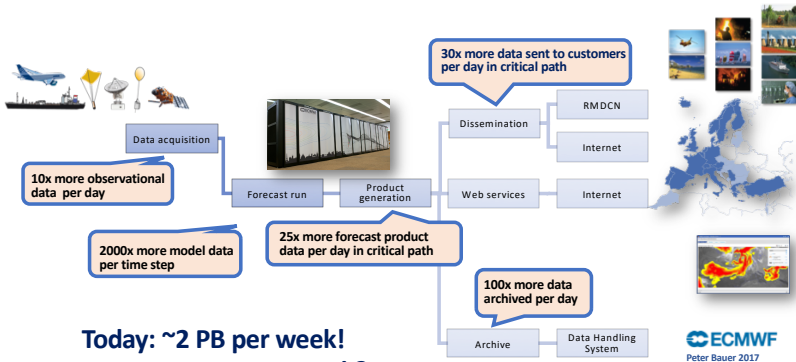 30x more data sent to customers
per day in critical path
RMDCN
Dissemination
Data acquisition
Internet
10x more observational
data per day
Forecast run
Product
generation
Web services
Internet
2000x more model data
per time step
25x more forecast product
data per day in critical path
100x more data
archived per day
Today: ~2 PB per week!
Archive
Data Handling
System
ECMWF
Peter Bauer 2017